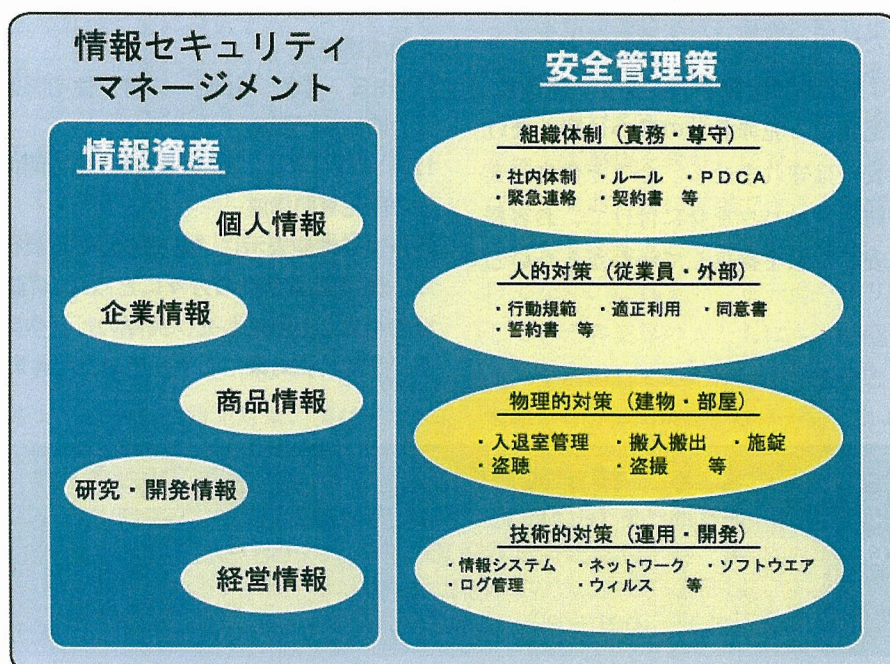 情報セキュリティ
マネージメント
情報資産
個人情報
企業情報
商品情報
研究・開発情報
経営情報
安全管理策
組織体制（責務・尊守）
・社内体制 ・ルール ・ＰＤＣＡ
・緊急連絡 ・契約書 等
人的対策（従業員・外部）
・行動規範 ・適正利用 ・同意書
・誓約書 等
物理的対策（建物・部屋）
・入退室管理 ・搬入搬出 ・施錠
・盗聴 ・盗撮 等
技術的対策（運用・開発）
・情報システム ・ネットワーク ・ソフトウエア
・ログ管理 ・ウィルス 等